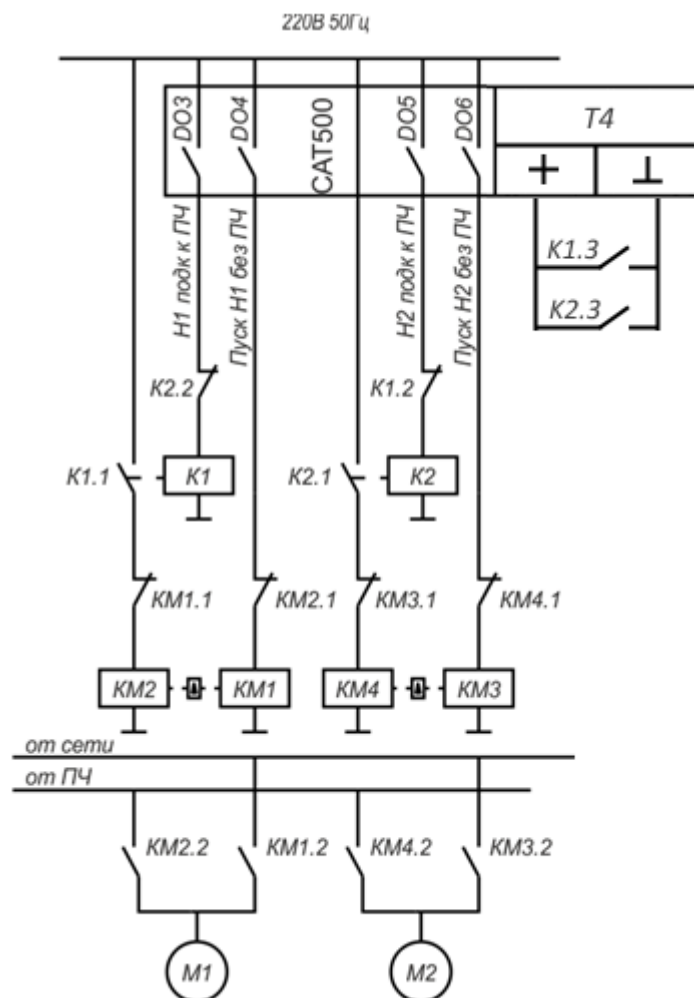 220В 50Гц
DO3
DO4
CAT500
DO5
DO6
T4
+
⊥
Н1 подк к ПЧ
Пуск Н1 без ПЧ
Н2 подк к ПЧ
Пуск Н2 без ПЧ
K1.3
K2.3
K2.2
K1.2
K1.1
K1
K2.1
K2
KM1.1
KM2.1
KM3.1
KM4.1
KM2
KM1
KM4
KM3
от сети
от ПЧ
KM2.2
KM1.2
KM4.2
KM3.2
M1
M2